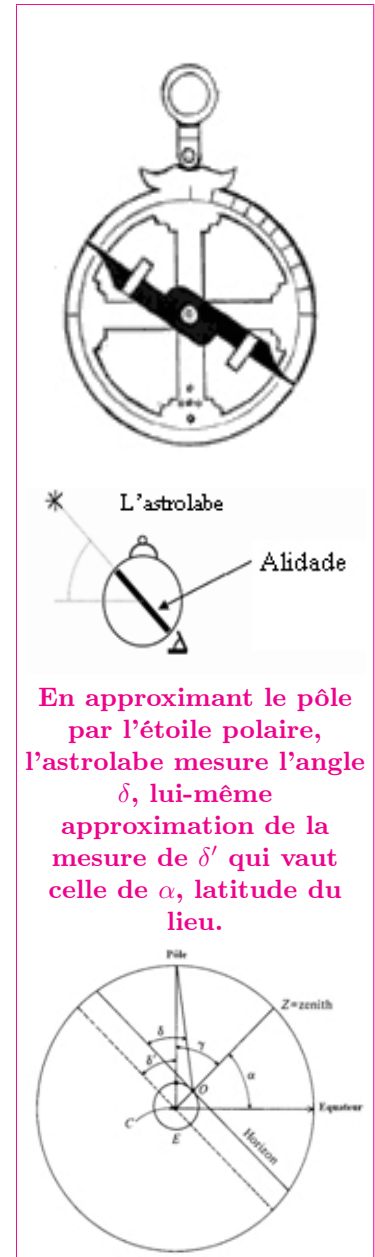 L'astrolabe
Alidade
En approximant le pôle
par l'étoile polaire,
l'astrolabe mesure l'angle
δ, lui-même
approximation de la
mesure de δ′ qui vaut
celle de α, latitude du
lieu.
Pôle
Z=zenith
δ
γ
δ'
α
O
Equateur
C
E
Horizon